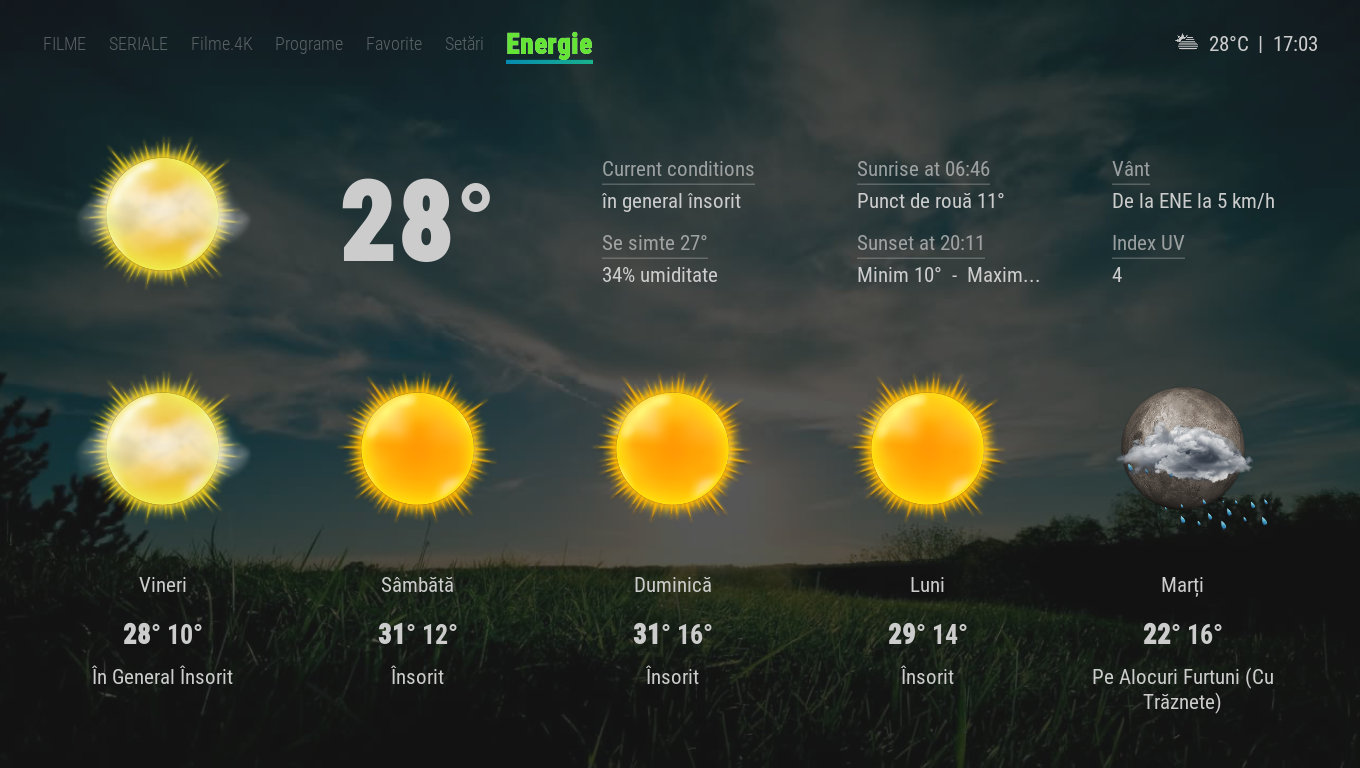 FILME SERIALE Filme.4K Programe Favorite Setări Energie 28°C | 17:03
28°
Current conditions
în general însorit
Se simte 27°
34% umiditate
Sunrise at 06:46
Punct de rouă 11°
Sunset at 20:11
Minim 10° - Maxim...
Vânt
De la ENE la 5 km/h
Index UV
4
Vineri
28° 10°
În General Însorit
Sâmbătă
31° 12°
Însorit
Duminică
31° 16°
Însorit
Luni
29° 14°
Însorit
Marți
22° 16°
Pe Alocuri Furtuni (Cu
Trăznete)